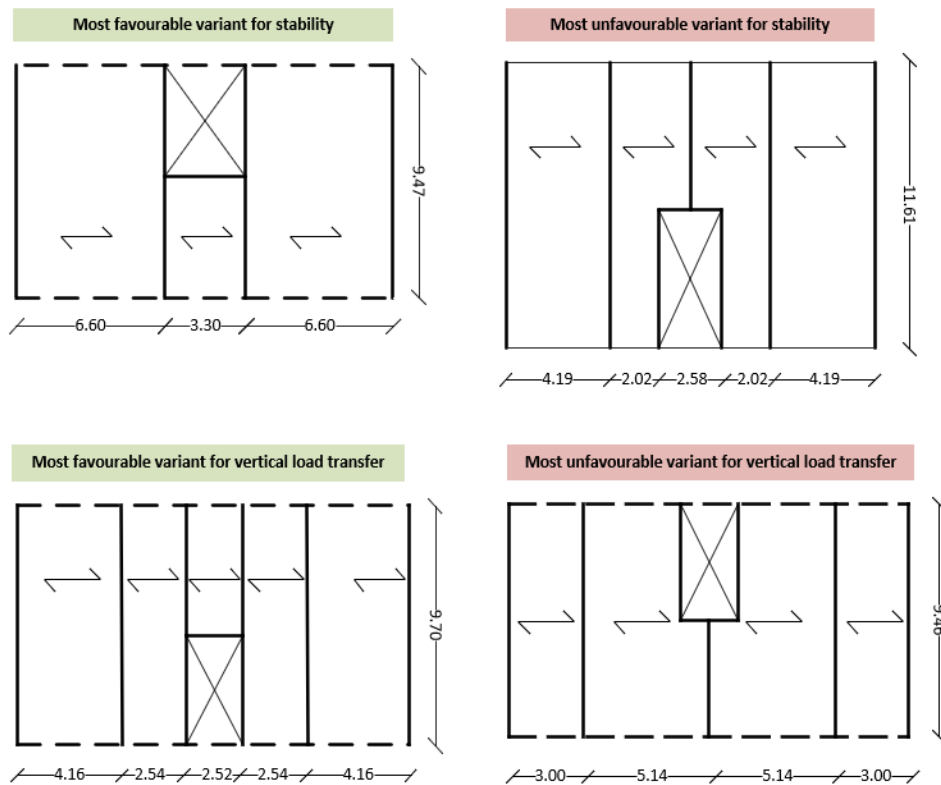 Most favourable variant for stability
Most unfavourable variant for stability
9.47
11.61
6.60 3.30 6.60
4.19 2.02 2.58 2.02 4.19
Most favourable variant for vertical load transfer
Most unfavourable variant for vertical load transfer
9.70
9.46
4.16 2.54 2.52 2.54 4.16
3.00 5.14 5.14 3.00